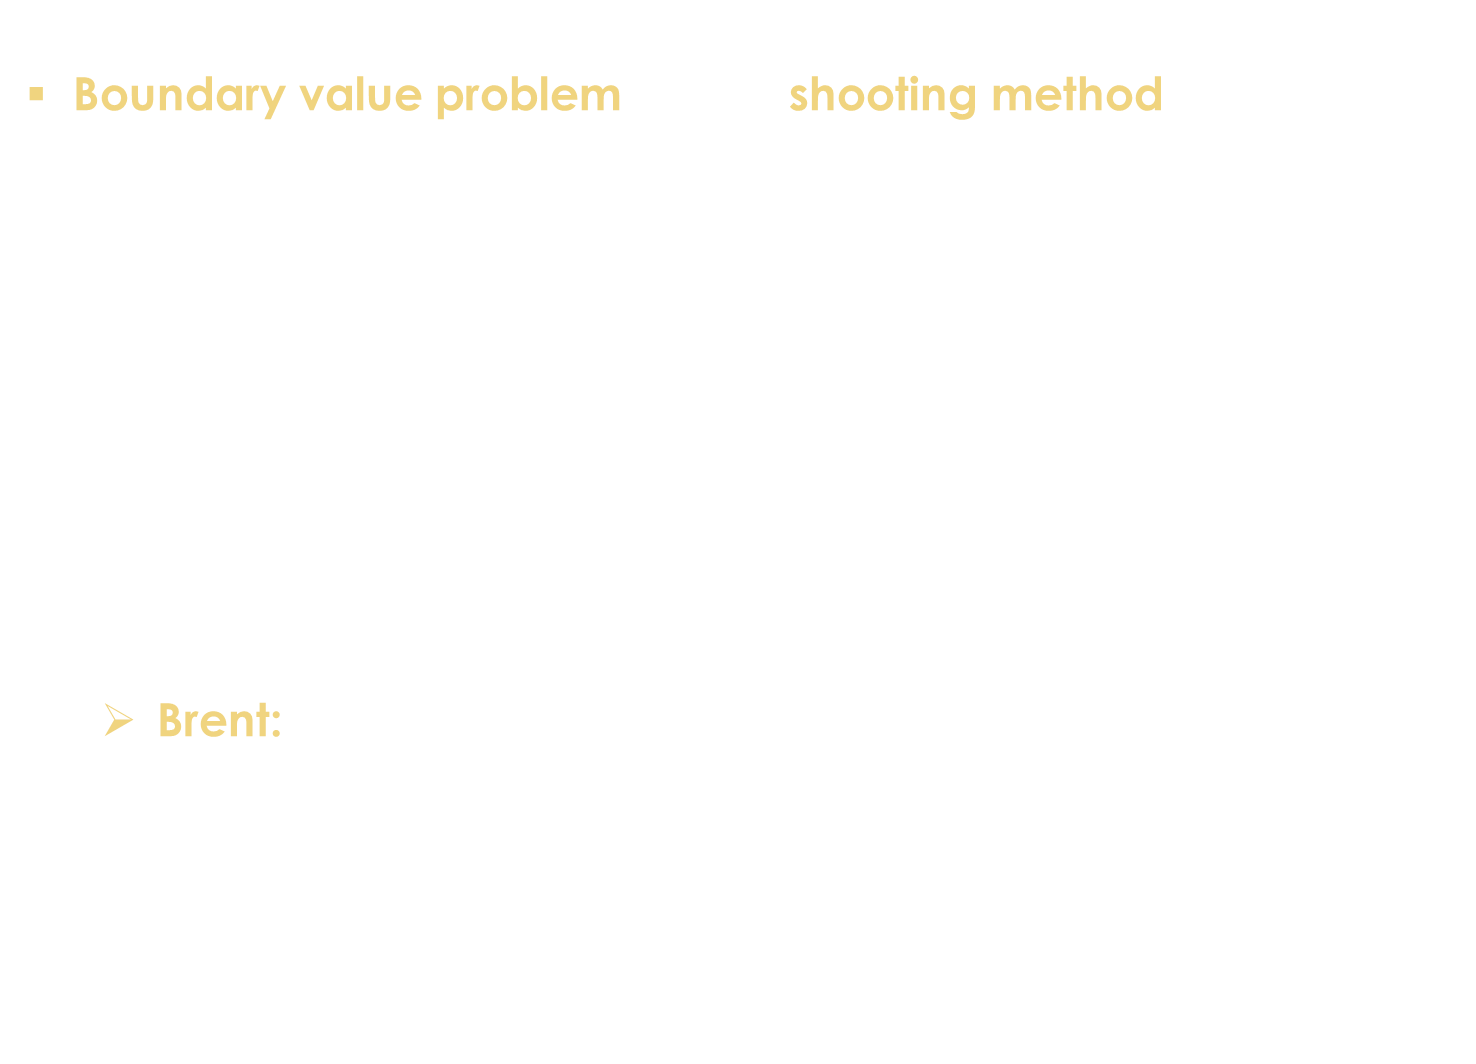 ▪ Boundary value problem shooting method
➢ Brent: